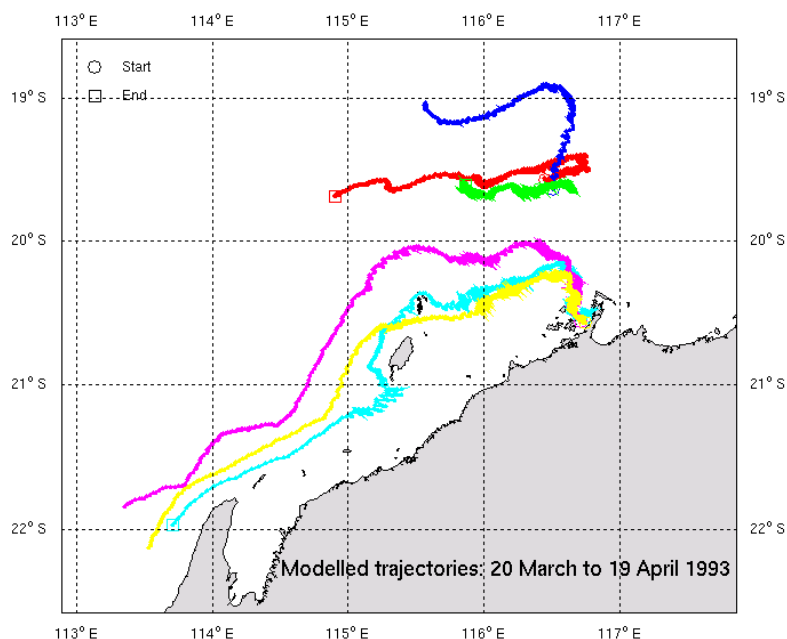 113° E 114° E 115° E 116° E 117° E
Start
End
19° S 19° S
20° S 20° S
21° S 21° S
22° S 22° S
Modelled trajectories: 20 March to 19 April 1993
113° E 114° E 115° E 116° E 117° E